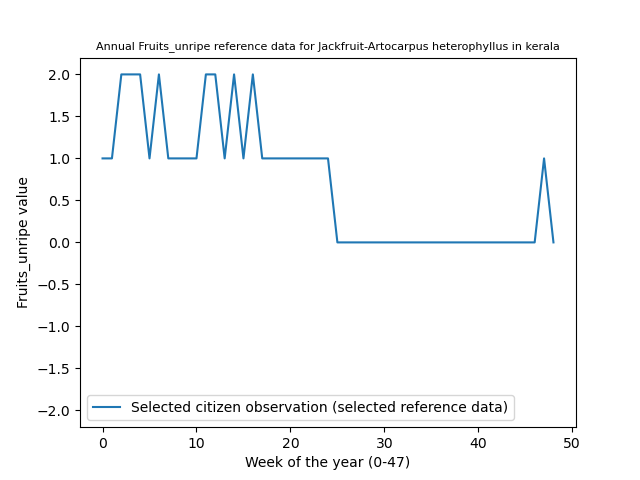 Annual Fruits_unripe reference data for Jackfruit-Artocarpus heterophyllus in kerala
2.0
1.5
1.0
0.5
0.0
−0.5
−1.0
−1.5
−2.0
Fruits_unripe value
Selected citizen observation (selected reference data)
0 10 20 30 40 50
Week of the year (0-47)